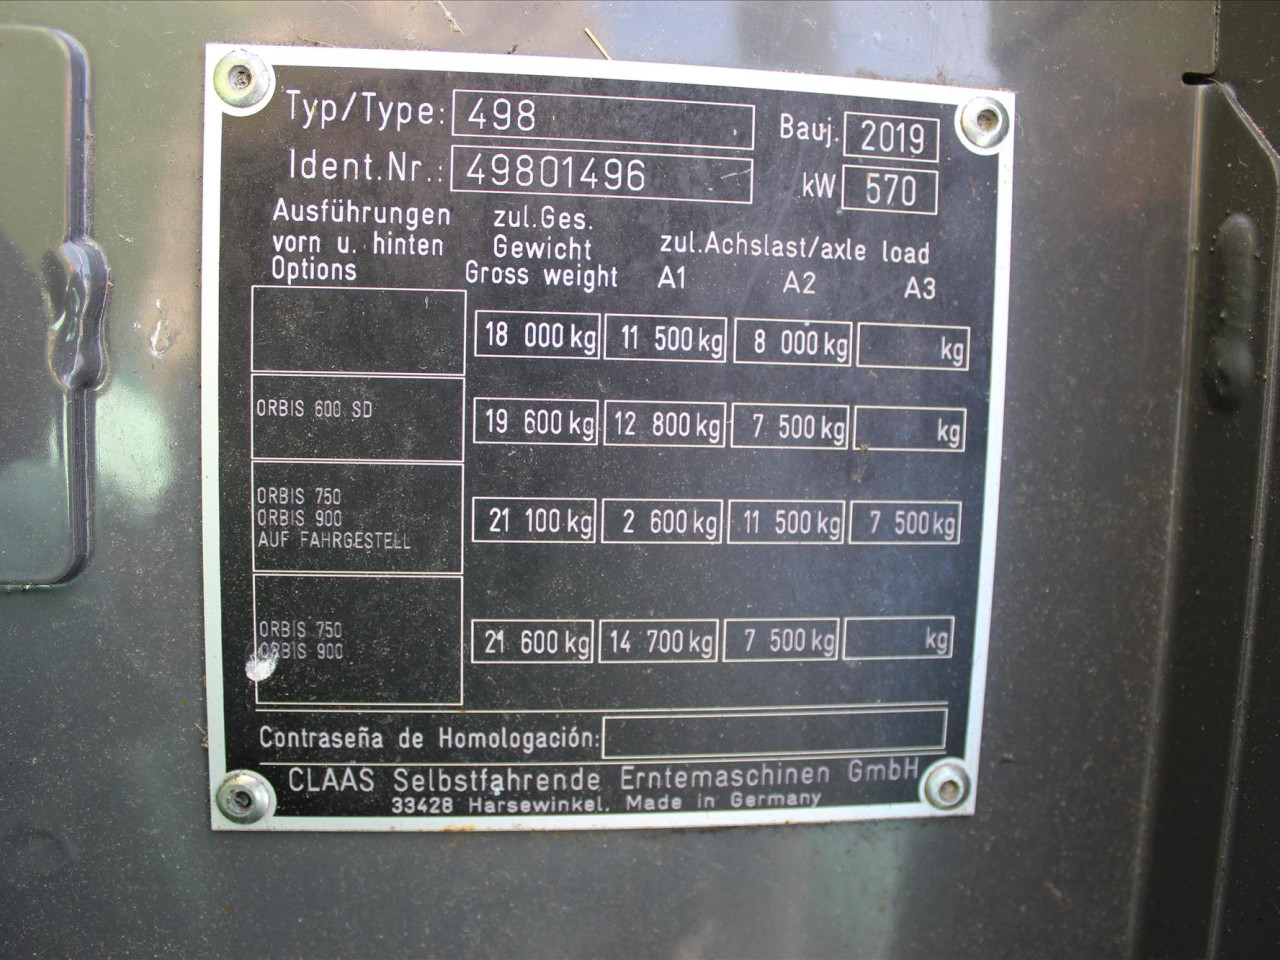 Typ/Type: 498 Bauj. 2019
Ident.Nr.: 49801496 kW 570
Ausführungen vorn u. hinten Options
zul.Ges. Gewicht Gross weight
zul.Achslast/axle load
A1 A2 A3
18 000 kg 11 500 kg 8 000 kg kg
ORBIS 600 SD 19 600 kg 12 800 kg 7 500 kg kg
ORBIS 750
ORBIS 900 21 100 kg 2 600 kg 11 500 kg 7 500 kg
AUF FAHRGESTELL
ORBIS 750 21 600 kg 14 700 kg 7 500 kg kg
ORBIS 900
Contraseña de Homologación:
CLAAS Selbstfahrende Erntemaschinen GmbH
33428 Harsewinkel. Made in Germany